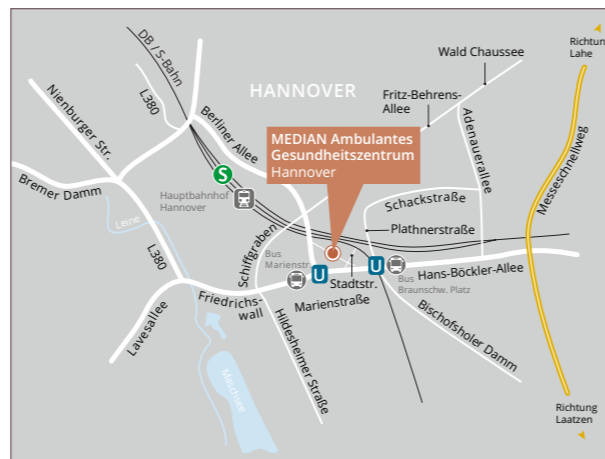 DB / S-Bahn
Wald Chaussee
Richtung
Lahe
HANNOVER
Fritz-Behrens-
Allee
L380
Nienburger Str.
Berliner Allee
Adenauerallee
Messeschnellweg
MEDIAN Ambulantes
Gesundheitszentrum
Hannover
S
Bremer Damm
Hauptbahnhof
Hannover
Schackstraße
Plathnerstraße
Leine
L380
Schiffgraben
Bus
Marienstr.
U
Stadtstr.
U
Bus
Braunschw. Platz
Hans-Böckler-Allee
Friedrichs-
wall
Marienstraße
Lavesallee
Hildesheimer Straße
Bischofsholer Damm
Maschsee
Richtung
Laatzen